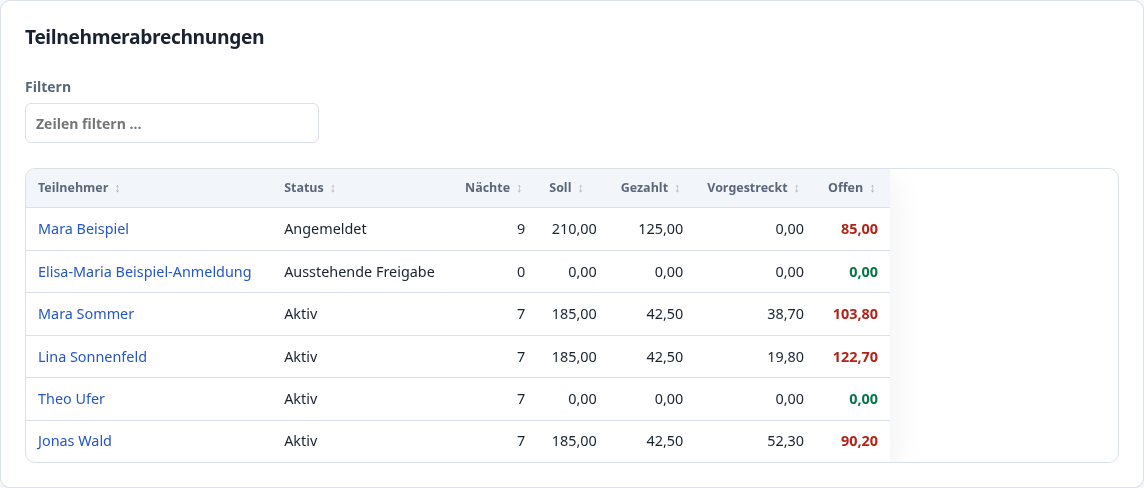 Teilnehmerabrechnungen
Filtern
Zeilen filtern ...
Teilnehmer ↕ Status ↕ Nächte ↕ Soll ↕ Gezahlt ↕ Vorgestreckt ↕ Offen ↕
Mara Beispiel Angemeldet 9 210,00 125,00 0,00 85,00
Elisa-Maria Beispiel-Anmeldung Ausstehende Freigabe 0 0,00 0,00 0,00 0,00
Mara Sommer Aktiv 7 185,00 42,50 38,70 103,80
Lina Sonnenfeld Aktiv 7 185,00 42,50 19,80 122,70
Theo Ufer Aktiv 7 0,00 0,00 0,00 0,00
Jonas Wald Aktiv 7 185,00 42,50 52,30 90,20